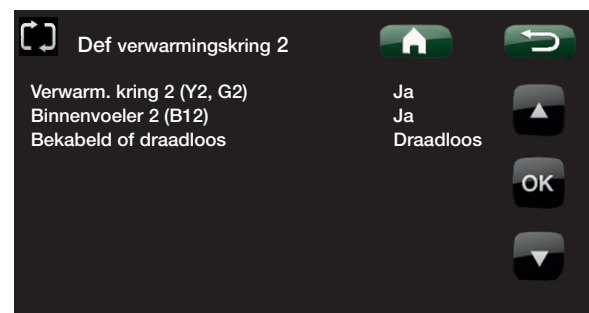 Def verwarmingskring 2
Verwarm. kring 2 (Y2, G2) Ja
Binnenvoeler 2 (B12) Ja
Bekabeld of draadloos Draadloos
OK